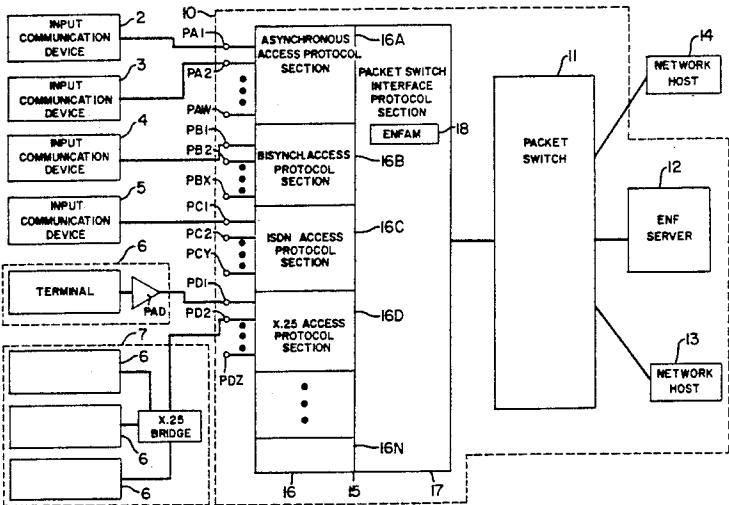 10
2
INPUT
COMMUNICATION
DEVICE
3
INPUT
COMMUNICATION
DEVICE
4
INPUT
COMMUNICATION
DEVICE
5
INPUT
COMMUNICATION
DEVICE
6
TERMINAL
PAD
7
6
6
6
X.25
BRIDGE
PA1
PA2
PAW
PB1
PB2
PBX
PC1
PC2
PCY
PD1
PD2
PDZ
ASYNCHRONOUS
ACCESS PROTOCOL
SECTION
16A
BISYNCH.ACCESS
PROTOCOL
SECTION
16B
ISDN ACCESS
PROTOCOL
SECTION
16C
X.25 ACCESS
PROTOCOL
SECTION
16D
16N
16
15
17
PACKET SWITCH
INTERFACE
PROTOCOL
SECTION
ENFAM
18
11
PACKET
SWITCH
14
NETWORK
HOST
12
ENF
SERVER
13
NETWORK
HOST